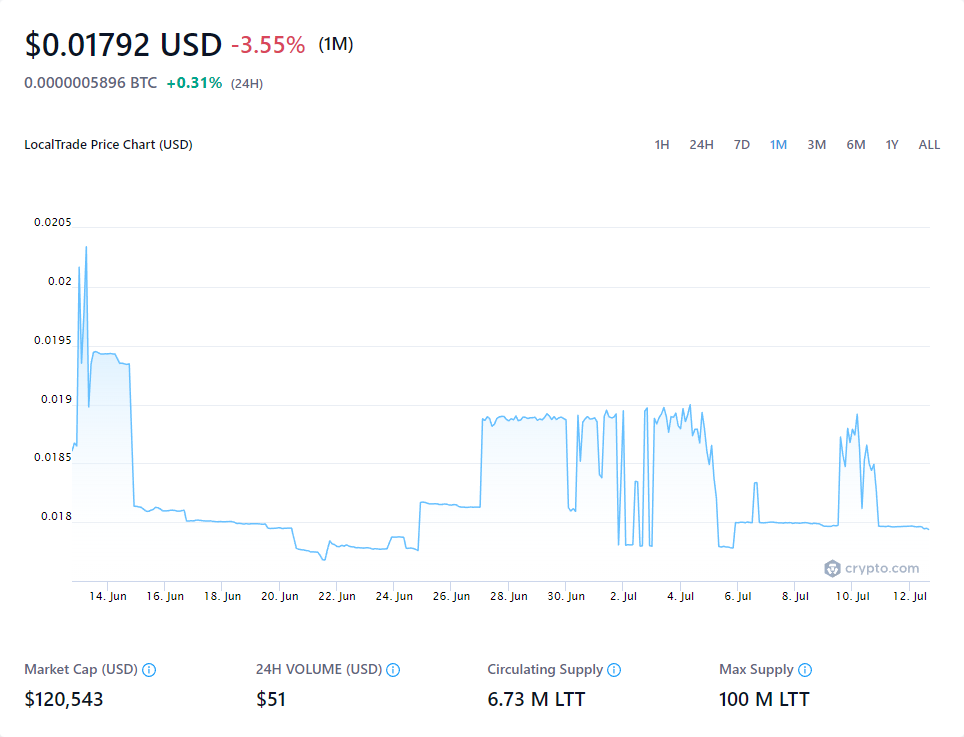 $0.01792 USD -3.55% (1M)
0.0000005896 BTC +0.31% (24H)
LocalTrade Price Chart (USD) 1H 24H 7D 1M 3M 6M 1Y ALL
0.0205
0.02
0.0195
0.019
0.0185
0.018
crypto.com
14. Jun 16. Jun 18. Jun 20. Jun 22. Jun 24. Jun 26. Jun 28. Jun 30. Jun 2. Jul 4. Jul 6. Jul 8. Jul 10. Jul 12. Jul
Market Cap (USD) 24H VOLUME (USD) Circulating Supply Max Supply
$120,543 $51 6.73 M LTT 100 M LTT